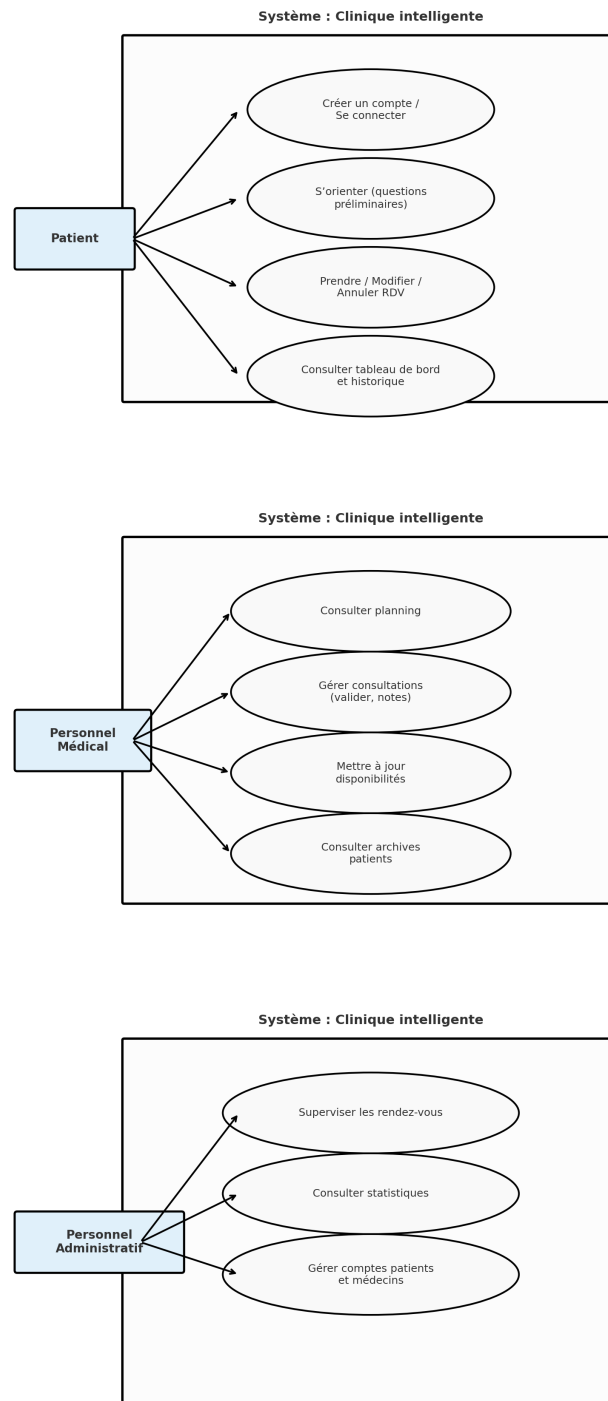 Système : Clinique intelligente
Créer un compte /
Se connecter
S’orienter (questions
préliminaires)
Patient
Prendre / Modifier /
Annuler RDV
Consulter tableau de bord
et historique
Système : Clinique intelligente
Consulter planning
Gérer consultations
(valider, notes)
Personnel
Médical
Mettre à jour
disponibilités
Consulter archives
patients
Système : Clinique intelligente
Superviser les rendez-vous
Consulter statistiques
Personnel
Administratif
Gérer comptes patients
et médecins